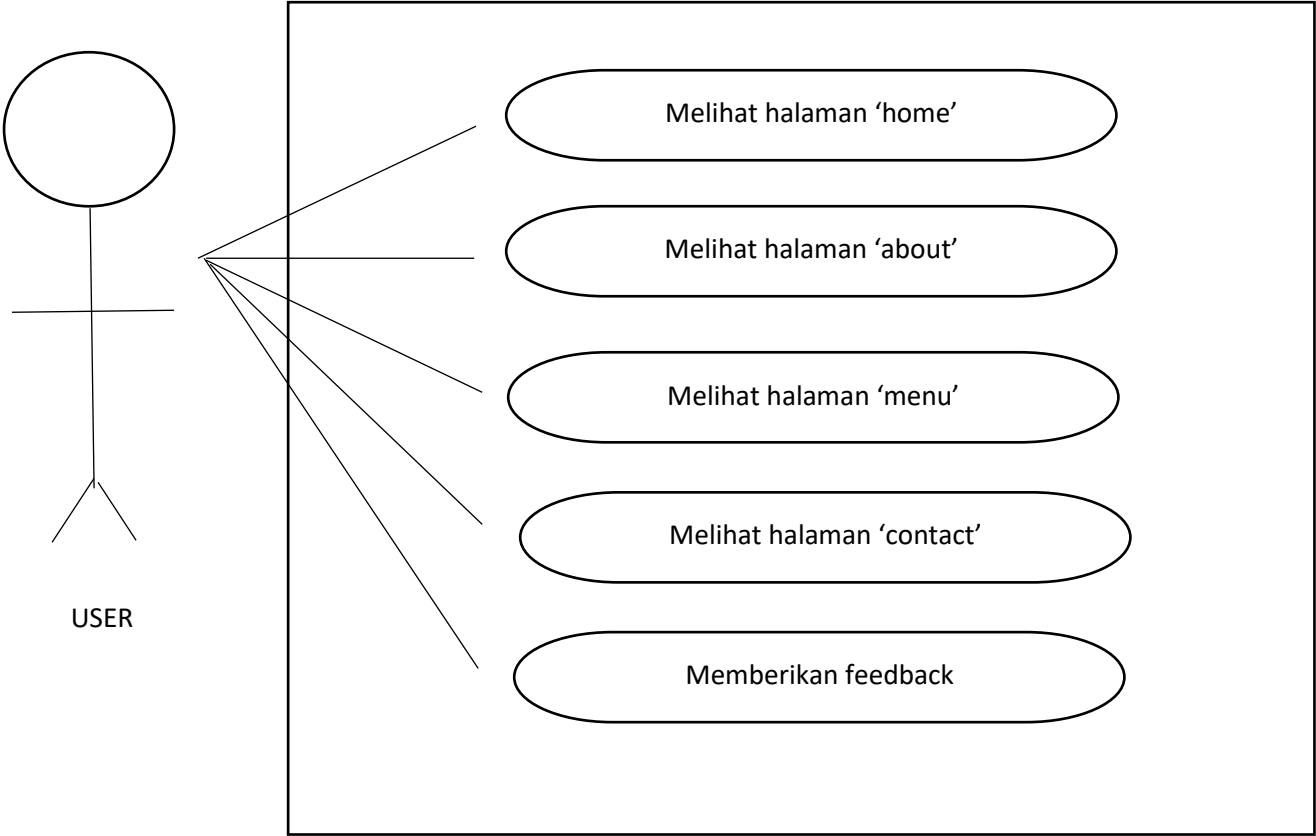 Melihat halaman ‘home’
Melihat halaman ‘about’
Melihat halaman ‘menu’
Melihat halaman ‘contact’
USER
Memberikan feedback